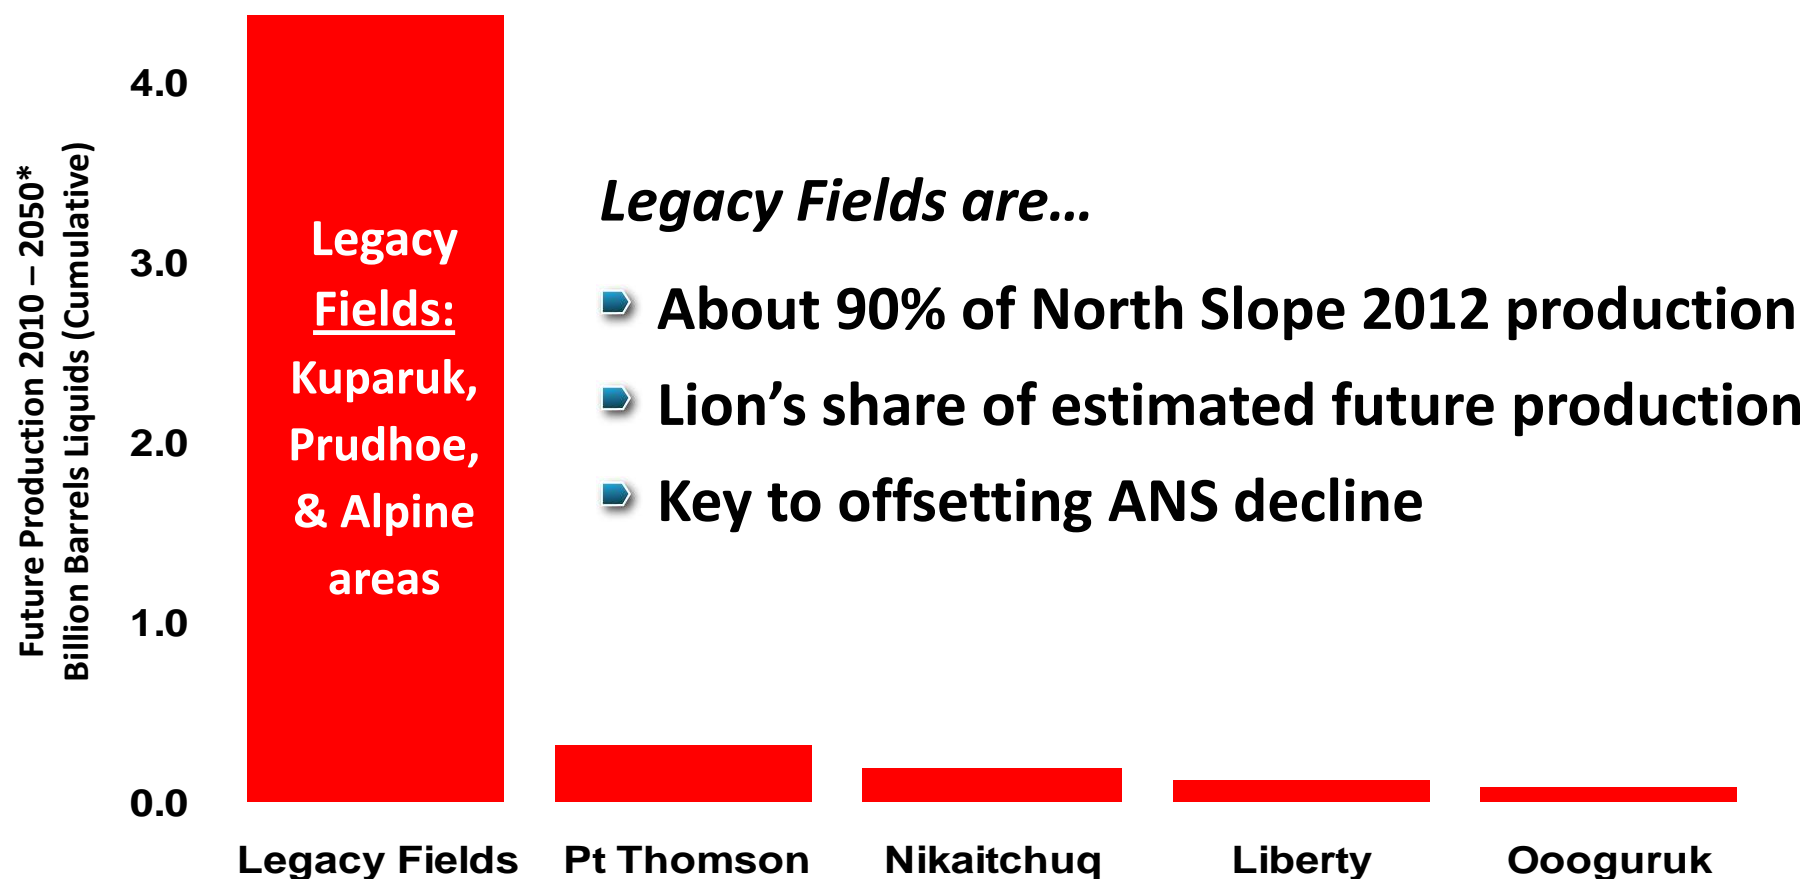 Future Production 2010 – 2050*
Billion Barrels Liquids (Cumulative)
4.0
3.0
2.0
1.0
0.0
Legacy
Fields:
Kuparuk,
Prudhoe,
& Alpine
areas
Legacy Fields are…
About 90% of North Slope 2012 production
Lion’s share of estimated future production
Key to offsetting ANS decline
Legacy Fields Pt Thomson Nikaitchuq Liberty Oooguruk